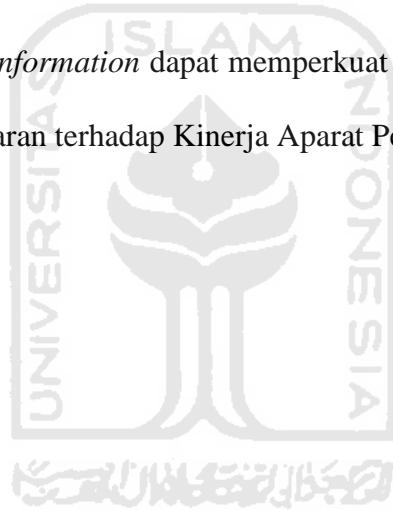 ISLAM
nformation dapat memperkuat
aran terhadap Kinerja Aparat Pe
UNIVERSITAS
INDONESIA